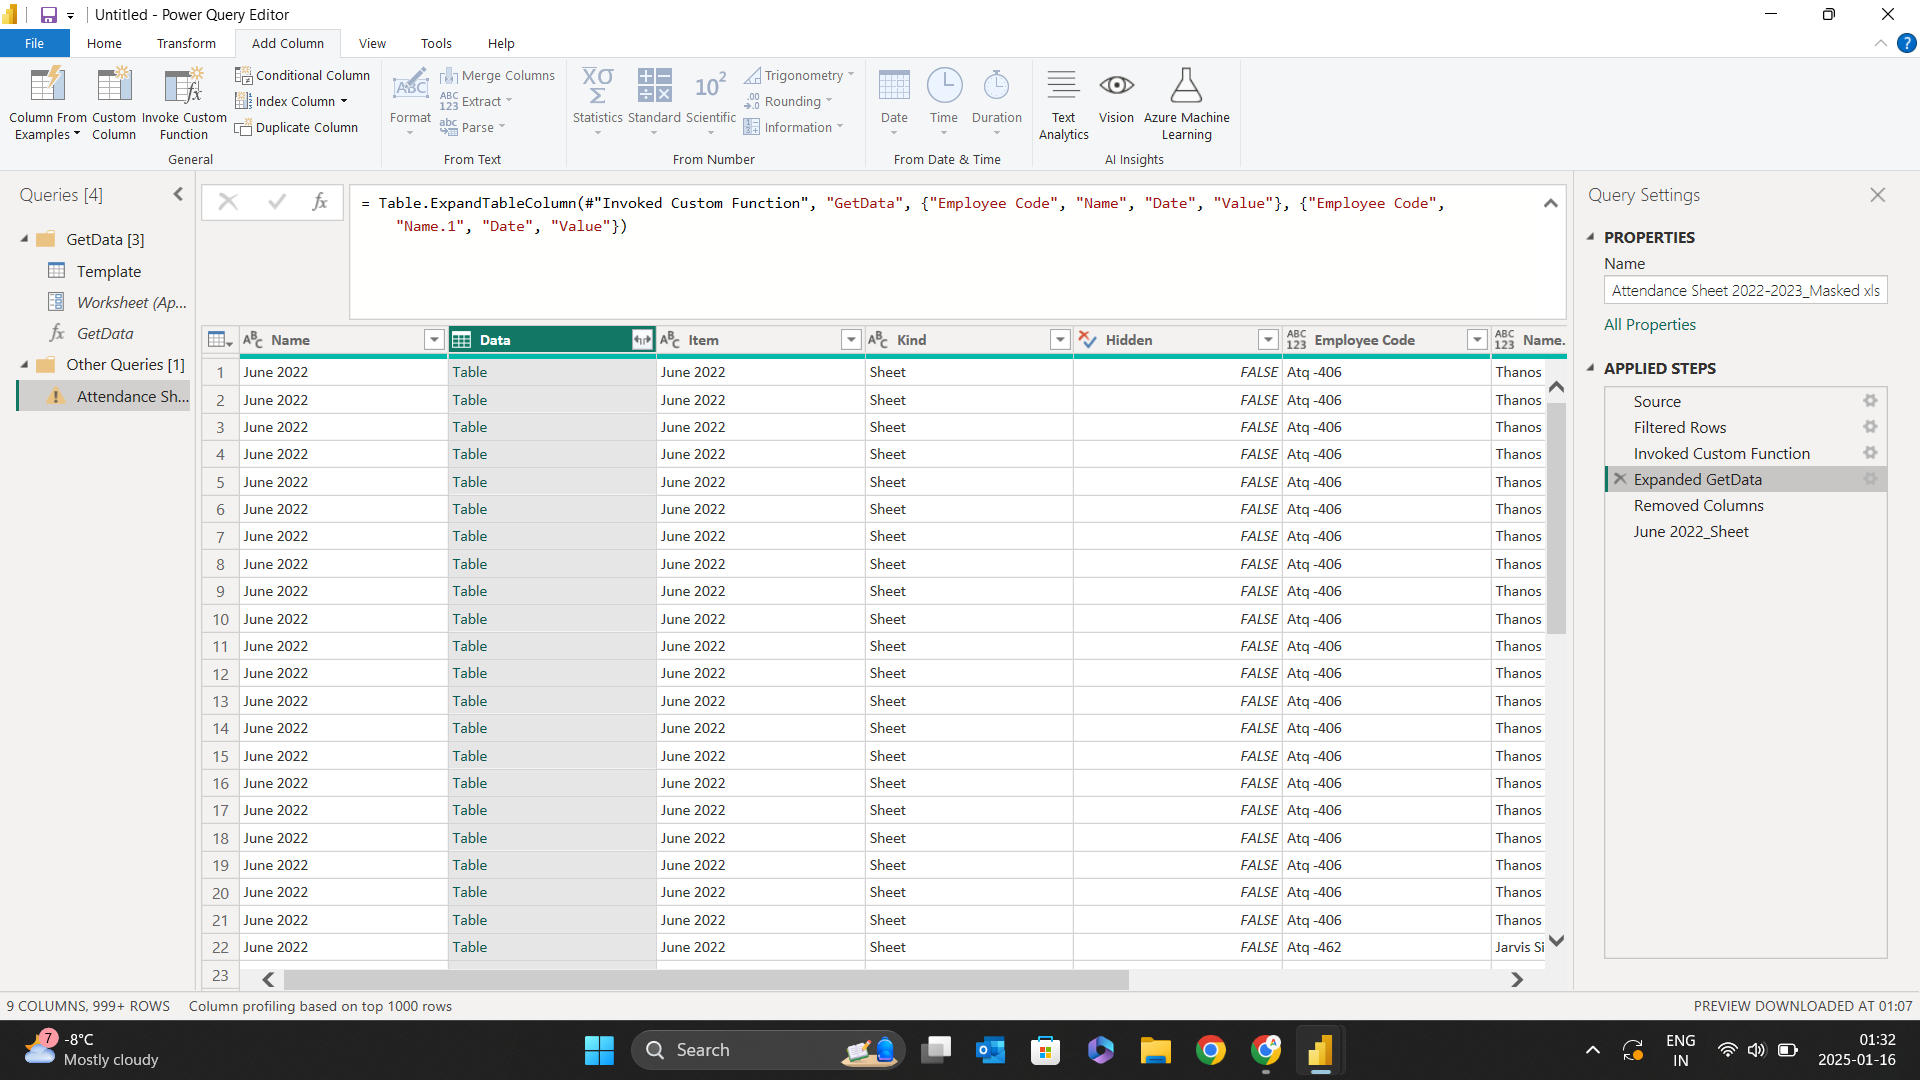 Untitled - Power Query Editor
File Home Transform Add Column View Tools Help
Column From Examples
Custom Column
Invoke Custom Function
Conditional Column
Index Column
Duplicate Column
General
Format
Merge Columns
Extract
Parse
From Text
Statistics
Standard
Scientific
Trigonometry
Rounding
Information
From Number
Date
Time
Duration
From Date & Time
Text Analytics
Vision
Azure Machine Learning
AI Insights
Queries [4]
GetData [3]
Template
Worksheet (Ap...
GetData
Other Queries [1]
Attendance Sh...
= Table.ExpandTableColumn(#"Invoked Custom Function", "GetData", {"Employee Code", "Name", "Date", "Value"}, {"Employee Code",
"Name.1", "Date", "Value"})
Name Data Item Kind Hidden Employee Code Name.
1 June 2022 Table June 2022 Sheet FALSE Atq -406 Thanos
2 June 2022 Table June 2022 Sheet FALSE Atq -406 Thanos
3 June 2022 Table June 2022 Sheet FALSE Atq -406 Thanos
4 June 2022 Table June 2022 Sheet FALSE Atq -406 Thanos
5 June 2022 Table June 2022 Sheet FALSE Atq -406 Thanos
6 June 2022 Table June 2022 Sheet FALSE Atq -406 Thanos
7 June 2022 Table June 2022 Sheet FALSE Atq -406 Thanos
8 June 2022 Table June 2022 Sheet FALSE Atq -406 Thanos
9 June 2022 Table June 2022 Sheet FALSE Atq -406 Thanos
10 June 2022 Table June 2022 Sheet FALSE Atq -406 Thanos
11 June 2022 Table June 2022 Sheet FALSE Atq -406 Thanos
12 June 2022 Table June 2022 Sheet FALSE Atq -406 Thanos
13 June 2022 Table June 2022 Sheet FALSE Atq -406 Thanos
14 June 2022 Table June 2022 Sheet FALSE Atq -406 Thanos
15 June 2022 Table June 2022 Sheet FALSE Atq -406 Thanos
16 June 2022 Table June 2022 Sheet FALSE Atq -406 Thanos
17 June 2022 Table June 2022 Sheet FALSE Atq -406 Thanos
18 June 2022 Table June 2022 Sheet FALSE Atq -406 Thanos
19 June 2022 Table June 2022 Sheet FALSE Atq -406 Thanos
20 June 2022 Table June 2022 Sheet FALSE Atq -406 Thanos
21 June 2022 Table June 2022 Sheet FALSE Atq -406 Thanos
22 June 2022 Table June 2022 Sheet FALSE Atq -462 Jarvis Si
23
Query Settings
PROPERTIES
Name
Attendance Sheet 2022-2023_Masked xls
All Properties
APPLIED STEPS
Source
Filtered Rows
Invoked Custom Function
Expanded GetData
Removed Columns
June 2022_Sheet
9 COLUMNS, 999+ ROWS Column profiling based on top 1000 rows PREVIEW DOWNLOADED AT 01:07
7
-8°C
Mostly cloudy
Search
ENG
IN
01:32
2025-01-16